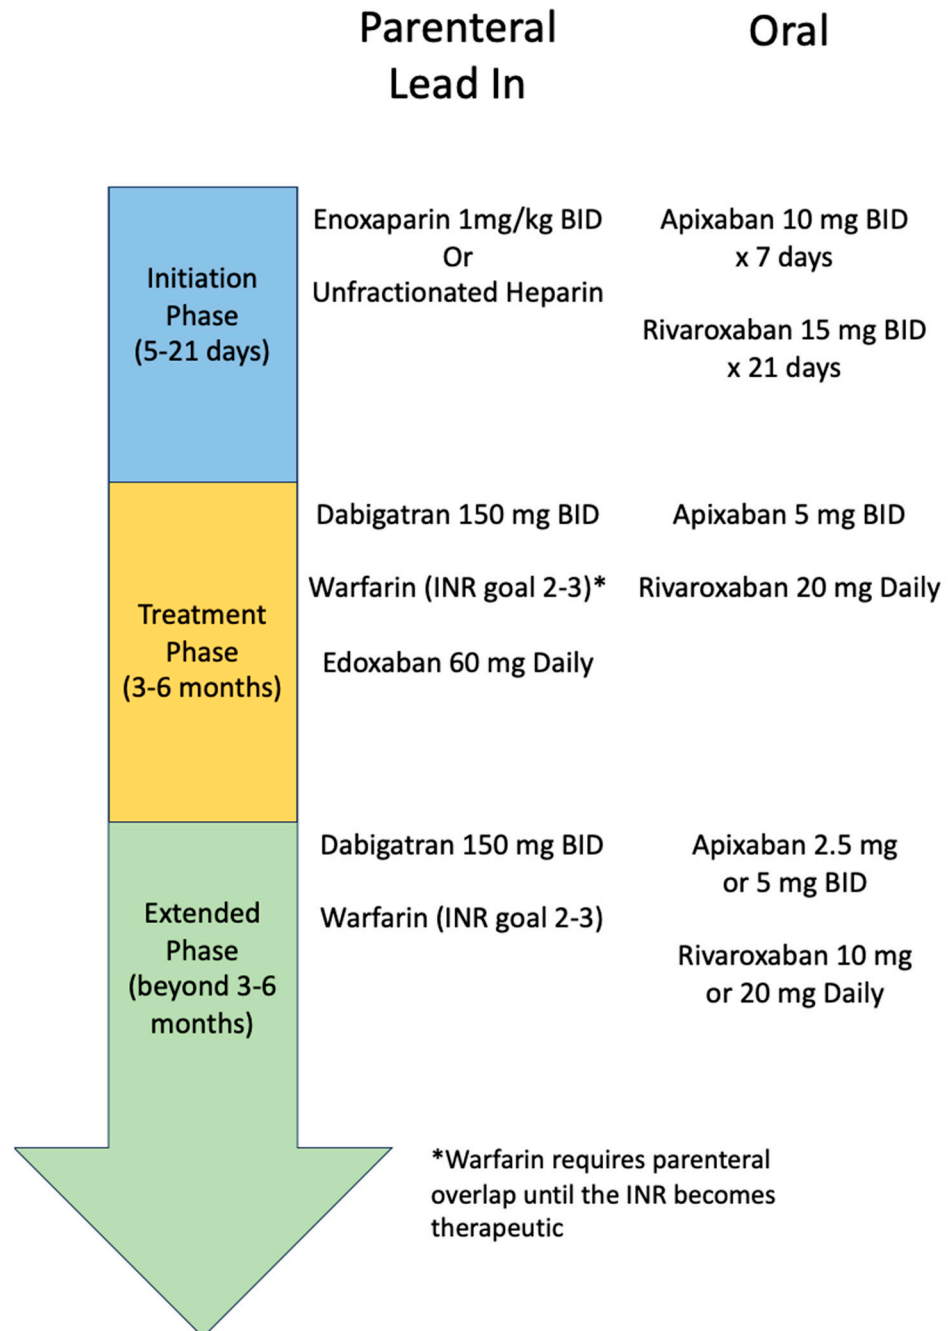 Parenteral
Lead In
Oral
Initiation
Phase
(5-21 days)
Enoxaparin 1mg/kg BID
Or
Unfractionated Heparin
Apixaban 10 mg BID
x 7 days
Rivaroxaban 15 mg BID
x 21 days
Treatment
Phase
(3-6 months)
Dabigatran 150 mg BID
Warfarin (INR goal 2-3)*
Edoxaban 60 mg Daily
Apixaban 5 mg BID
Rivaroxaban 20 mg Daily
Extended
Phase
(beyond 3-6
months)
Dabigatran 150 mg BID
Warfarin (INR goal 2-3)
Apixaban 2.5 mg
or 5 mg BID
Rivaroxaban 10 mg
or 20 mg Daily
*Warfarin requires parenteral
overlap until the INR becomes
therapeutic